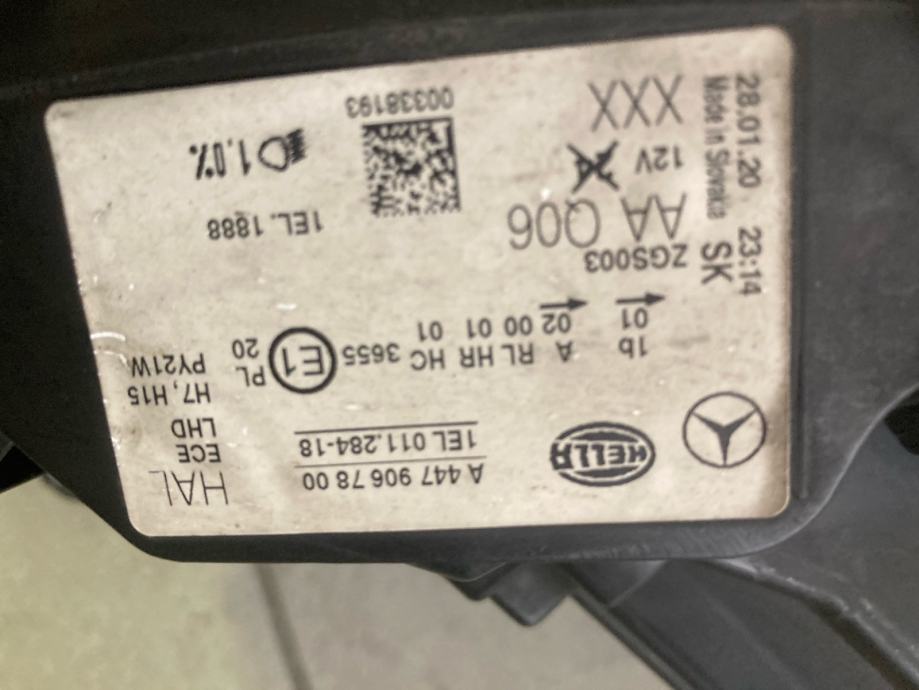 HELLA
A 447 906 78 00
1EL 011.284-18
HAL
ECE
LHD
H7, H15
PY21W
1b A RL HR HC 3655 E1 PL
20
01 02 00 01 01
ZGS003
AA Q06
12V
XXX
1EL. 1888
1.0%
00338193
28.01.20 23:14
Made in Slovakia SK